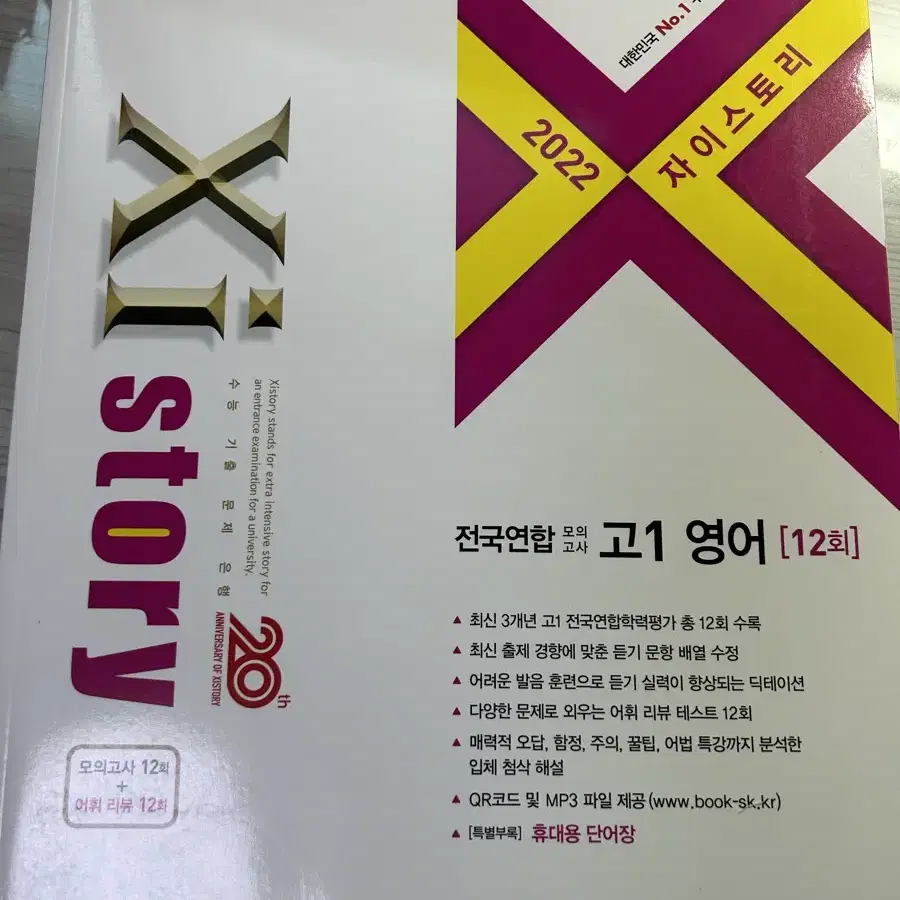 Xi
story
Xistory stands for extra intensive story for
an entrance examination for a university.
수능 기출 문제 은행
20th
ANNIVERSARY OF XISTORY
모의고사 12회
+
어휘 리뷰 12회
대한민국 No.1
2022
자이스토리
전국연합 모의고사 고1 영어 [12회]
▲ 최신 3개년 고1 전국연합학력평가 총 12회 수록
▲ 최신 출제 경향에 맞춘 듣기 문항 배열 수정
▲ 어려운 발음 훈련으로 듣기 실력이 향상되는 딕테이션
▲ 다양한 문제로 외우는 어휘 리뷰 테스트 12회
▲ 매력적 오답, 함정, 주의, 꿀팁, 어법 특강까지 분석한
입체 첨삭 해설
▲ QR코드 및 MP3 파일 제공(www.book-sk.kr)
▲ [특별부록] 휴대용 단어장